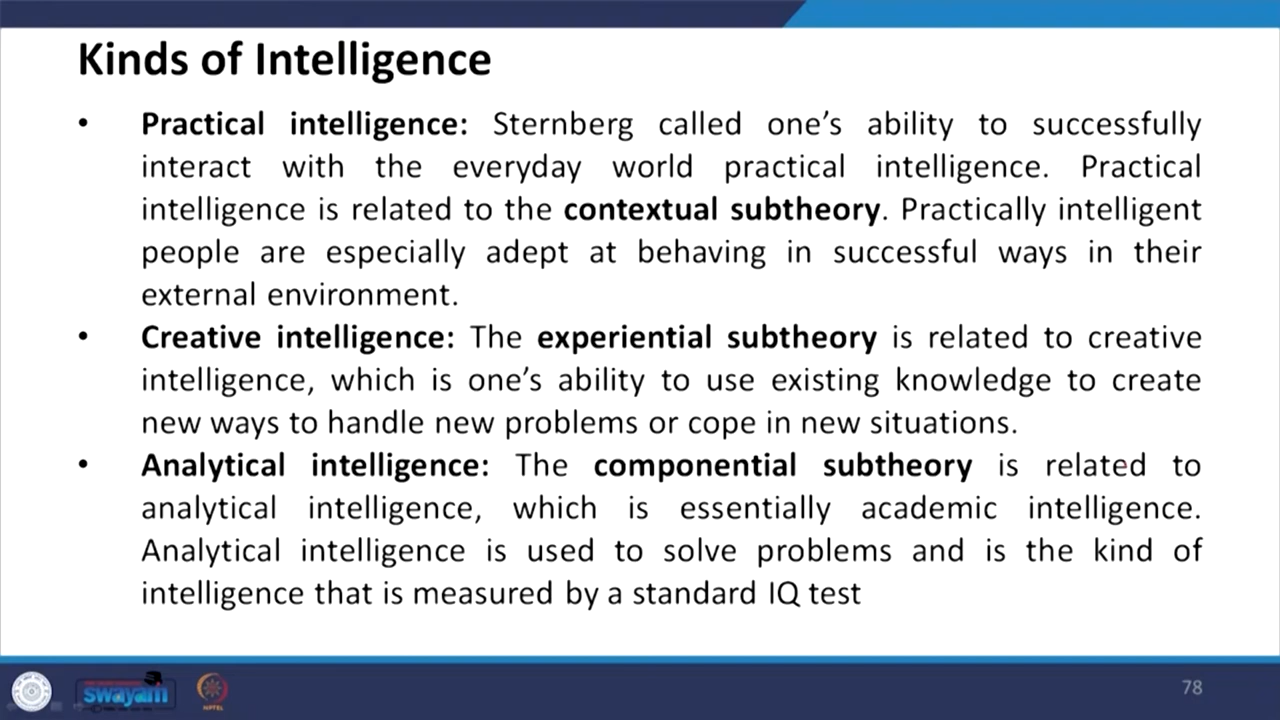 Kinds of Intelligence
• Practical intelligence: Sternberg called one's ability to successfully
interact with the everyday world practical intelligence. Practical
intelligence is related to the contextual subtheory. Practically intelligent
people are especially adept at behaving in successful ways in their
external environment.
• Creative intelligence: The experiential subtheory is related to creative
intelligence, which is one's ability to use existing knowledge to create
new ways to handle new problems or cope in new situations.
• Analytical intelligence: The componential subtheory is related to
analytical intelligence, which is essentially academic intelligence.
Analytical intelligence is used to solve problems and is the kind of
intelligence that is measured by a standard IQ test
swayam
NPTEL
78